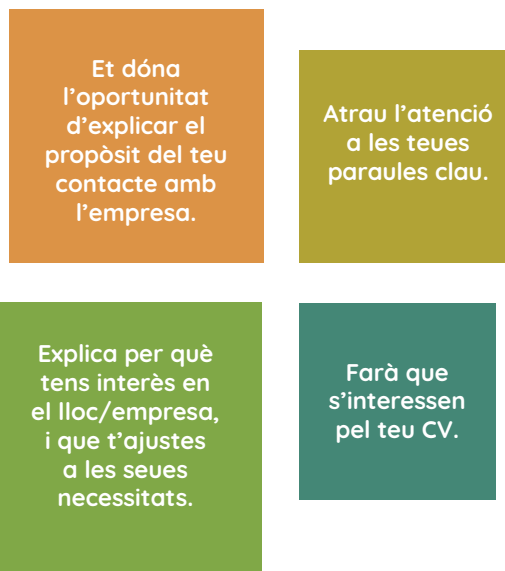 Et dóna
l’oportunitat
d’explicar el
propòsit del teu
contacte amb
l’empresa.
Atrau l’atenció
a les teues
paraules clau.
Explica per què
tens interès en
el lloc/empresa,
i que t’ajustes
a les seues
necessitats.
Farà que
s’interessen
pel teu CV.